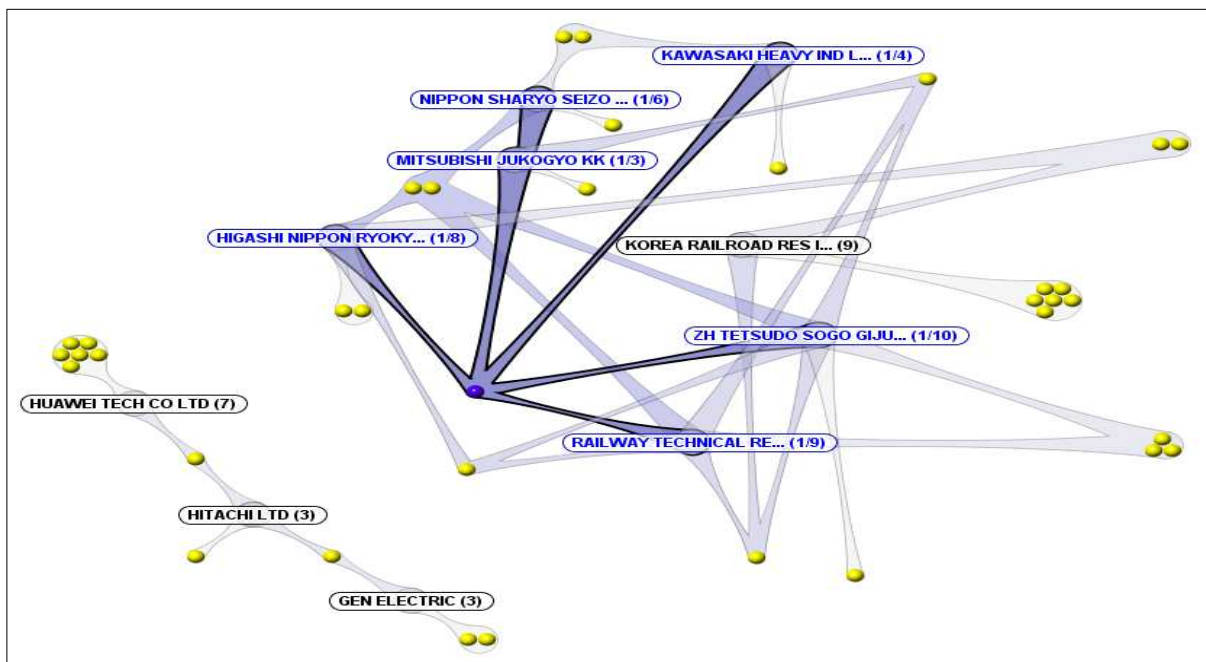 KAWASAKI HEAVY IND L... (1/4)
NIPPON SHARYO SEIZO ... (1/6)
MITSUBISHI JUKOGYO KK (1/3)
HIGASHI NIPPON RYOKY... (1/8)
KOREA RAILROAD RES I... (9)
ZH TETSUDO SOGO GIJU... (1/10)
HUAWEI TECH CO LTD (7)
RAILWAY TECHNICAL RE... (1/9)
HITACHI LTD (3)
GEN ELECTRIC (3)